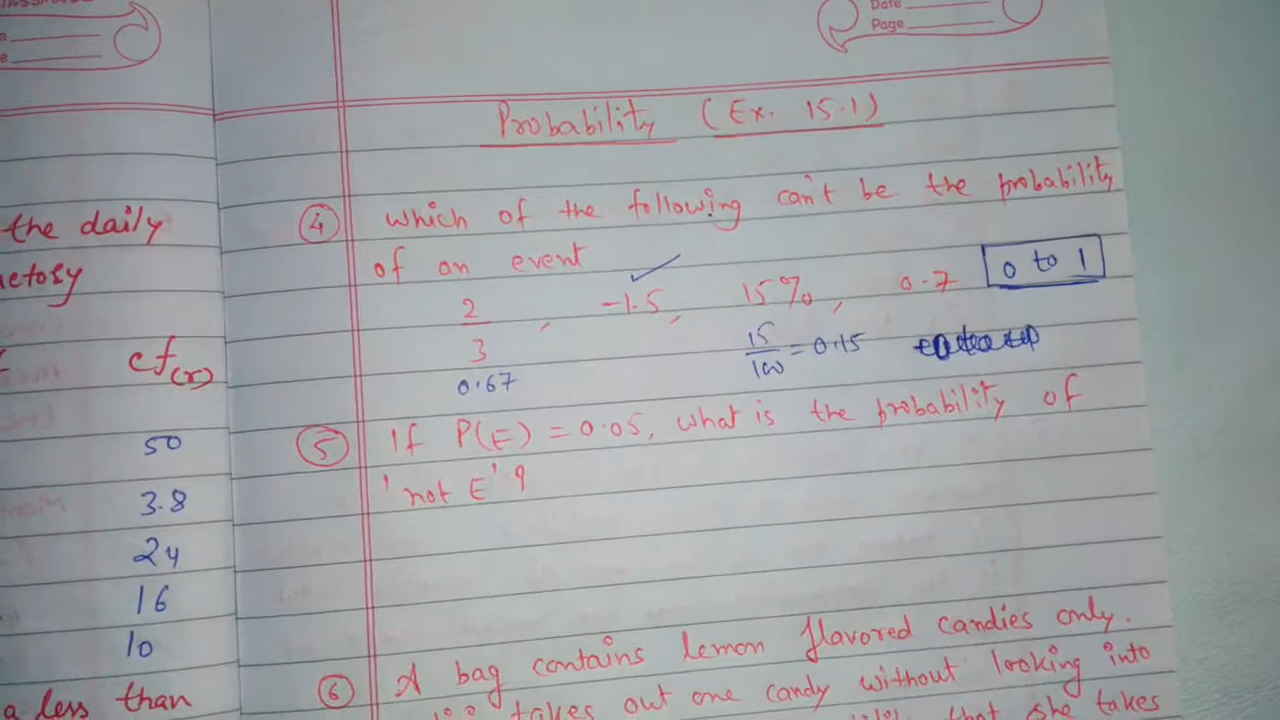 Date
Page
Probability (Ex. 15.1)
④ which of the following can't be the probability
of an event
2/3, -1.5, 15%, 0.7 0 to 1
0.67 15/100 = 0.15
⑤ If P(E) = 0.05, what is the probability of
'not E' ?
⑥ A bag contains lemon flavored candies only.
takes out one candy without looking into
that she takes
the daily
cf(x)
50
3.8
24
16
10
a less than